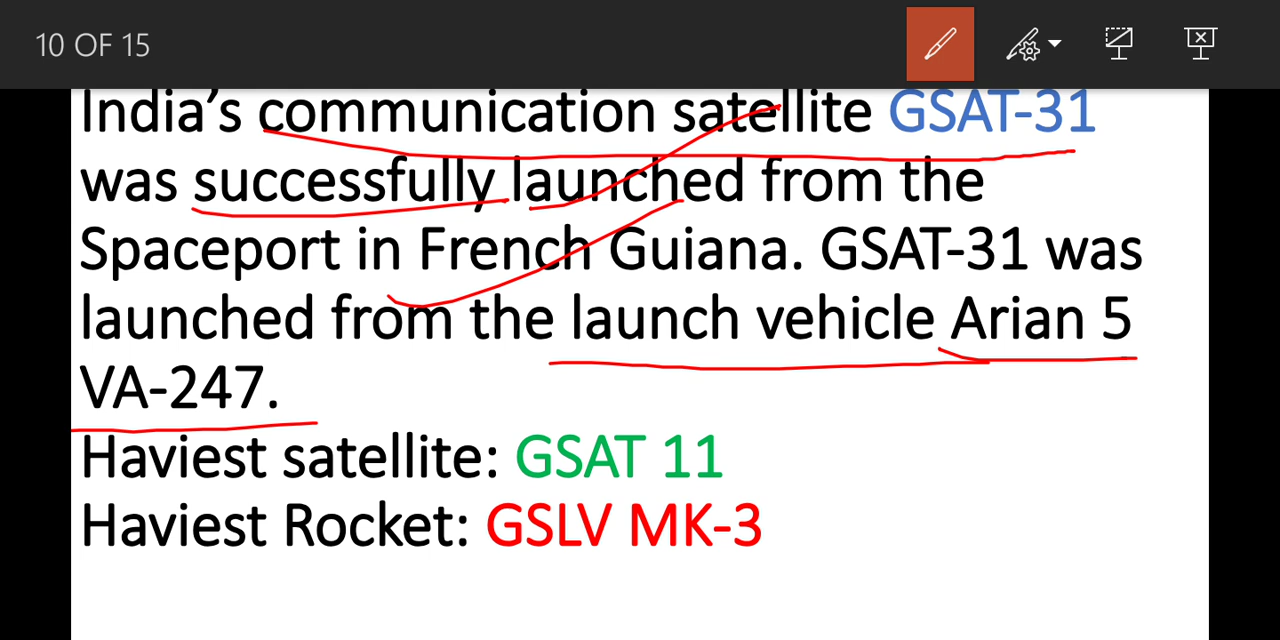 10 OF 15
India’s communication satellite GSAT-31
was successfully launched from the
Spaceport in French Guiana. GSAT-31 was
launched from the launch vehicle Arian 5
VA-247.
Haviest satellite: GSAT 11
Haviest Rocket: GSLV MK-3